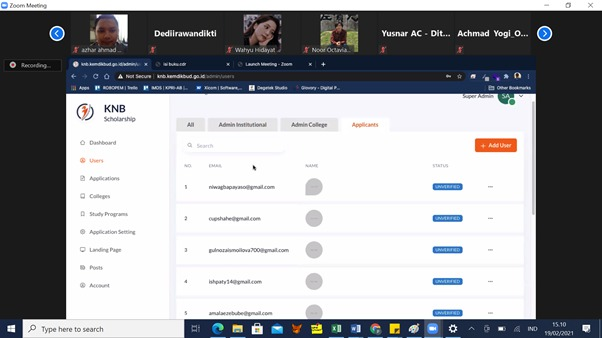 Zoom Meeting
azhar ahmad
Dediirawandikti
Wahyu Hidayat
Noor Octavia...
Yusnar AC - Dit...
Achmad Yogi_O...
Recording...
knb.kemdikbud.go.id/admin/u
isi buku.cdr
Launch Meeting - Zoom
Not Secure
knb.kemdikbud.go.id/admin/users
Apps
ROBOPEM | Trello
IMDS | KPRI-AB |
Xkom | Software
Dagetek Studio
Glovory - Digital P...
Other Bookmarks
Super Admin
SA
KNB
Scholarship
All
Admin Institutional
Admin College
Applicants
Search
+ Add User
Dashboard
Users
Applications
Colleges
Study Programs
Application Setting
Landing Page
Posts
Account
NO.
EMAIL
NAME
STATUS
1
niwagbapayaso@gmail.com
UNVERIFIED
2
cupshahe@gmail.com
UNVERIFIED
3
gulnozaismoilova700@gmail.com
UNVERIFIED
4
ishpaty14@gmail.com
UNVERIFIED
5
amalaezebube@gmail.com
UNVERIFIED
Type here to search
IND
15.10
19/02/2021